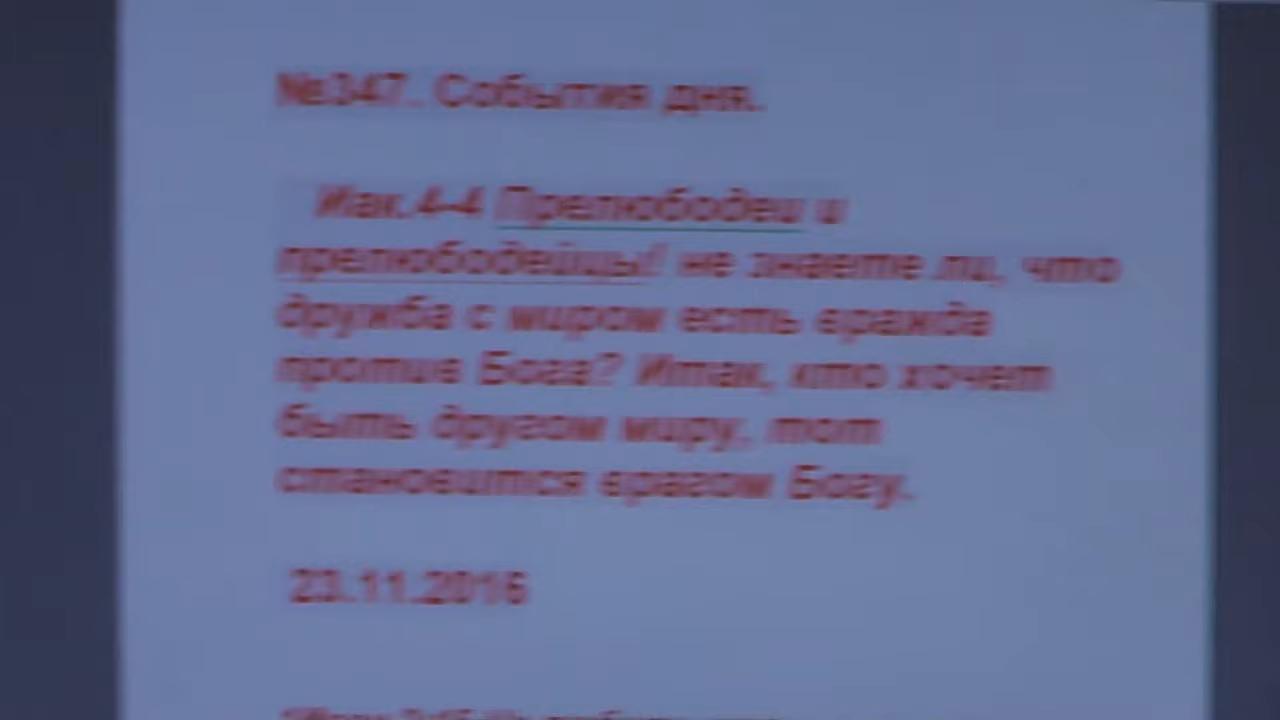 №347. События дня.
Иак.4-4 Прелюбодеи и
прелюбодейцы! не знаете ли, что
дружба с миром есть вражда
против Бога? Итак, кто хочет
быть другом миру, тот
становится врагом Богу.
23.11.2016